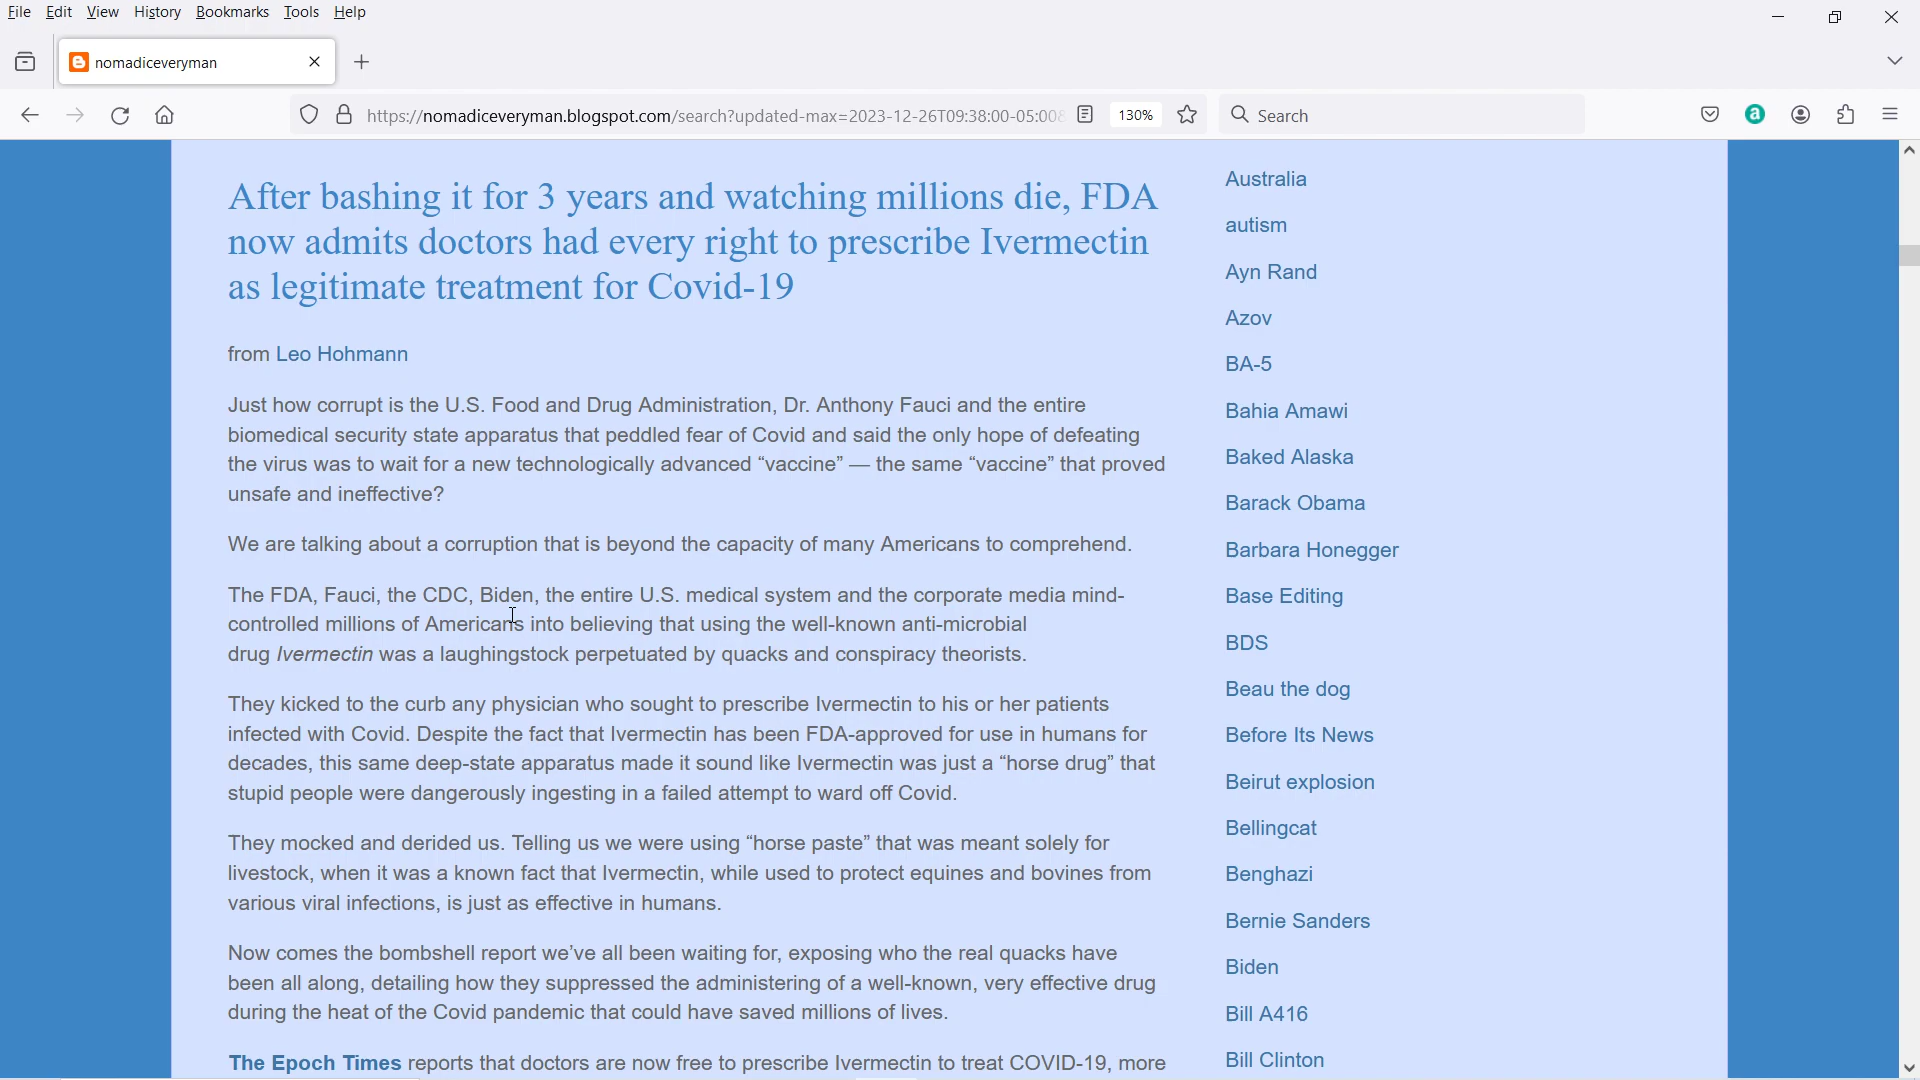 File Edit View History Bookmarks Tools Help
nomadiceveryman
https://nomadiceveryman.blogspot.com/search?updated-max=2023-12-26T09:38:00-05:00
130%
Search
After bashing it for 3 years and watching millions die, FDA
now admits doctors had every right to prescribe Ivermectin
as legitimate treatment for Covid-19
from Leo Hohmann
Just how corrupt is the U.S. Food and Drug Administration, Dr. Anthony Fauci and the entire
biomedical security state apparatus that peddled fear of Covid and said the only hope of defeating
the virus was to wait for a new technologically advanced “vaccine” — the same “vaccine” that proved
unsafe and ineffective?
We are talking about a corruption that is beyond the capacity of many Americans to comprehend.
The FDA, Fauci, the CDC, Biden, the entire U.S. medical system and the corporate media mind-
controlled millions of Americans into believing that using the well-known anti-microbial
drug Ivermectin was a laughingstock perpetuated by quacks and conspiracy theorists.
They kicked to the curb any physician who sought to prescribe Ivermectin to his or her patients
infected with Covid. Despite the fact that Ivermectin has been FDA-approved for use in humans for
decades, this same deep-state apparatus made it sound like Ivermectin was just a “horse drug” that
stupid people were dangerously ingesting in a failed attempt to ward off Covid.
They mocked and derided us. Telling us we were using “horse paste” that was meant solely for
livestock, when it was a known fact that Ivermectin, while used to protect equines and bovines from
various viral infections, is just as effective in humans.
Now comes the bombshell report we’ve all been waiting for, exposing who the real quacks have
been all along, detailing how they suppressed the administering of a well-known, very effective drug
during the heat of the Covid pandemic that could have saved millions of lives.
The Epoch Times reports that doctors are now free to prescribe Ivermectin to treat COVID-19, more
Australia
autism
Ayn Rand
Azov
BA-5
Bahia Amawi
Baked Alaska
Barack Obama
Barbara Honegger
Base Editing
BDS
Beau the dog
Before Its News
Beirut explosion
Bellingcat
Benghazi
Bernie Sanders
Biden
Bill A416
Bill Clinton